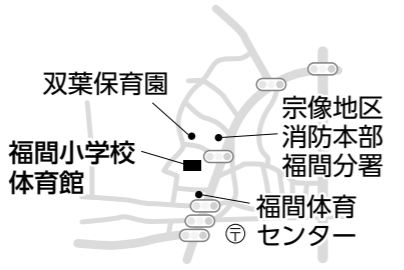 双葉保育園
宗像地区
消防本部
福間分署
福間小学校
体育館
福間体育
センター
〒